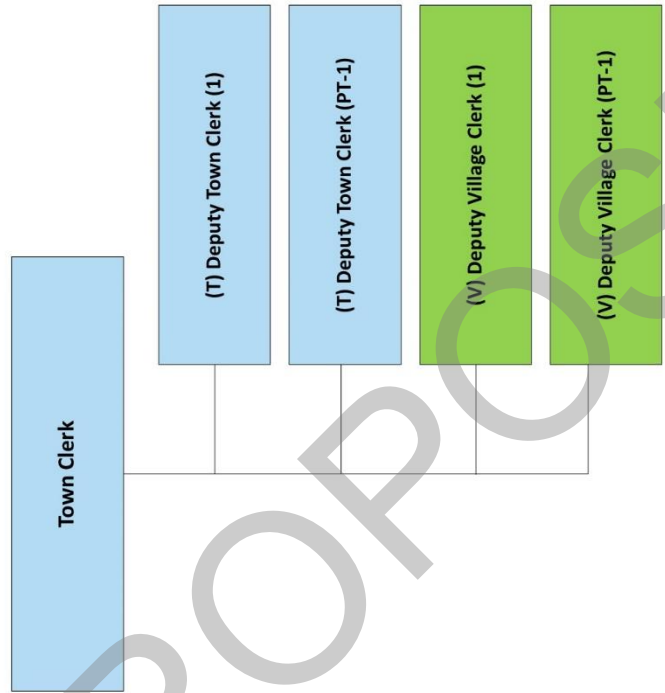 Town Clerk
(T) Deputy Town Clerk (1)
(T) Deputy Town Clerk (PT-1)
(V) Deputy Village Clerk (1)
(V) Deputy Village Clerk (PT-1)